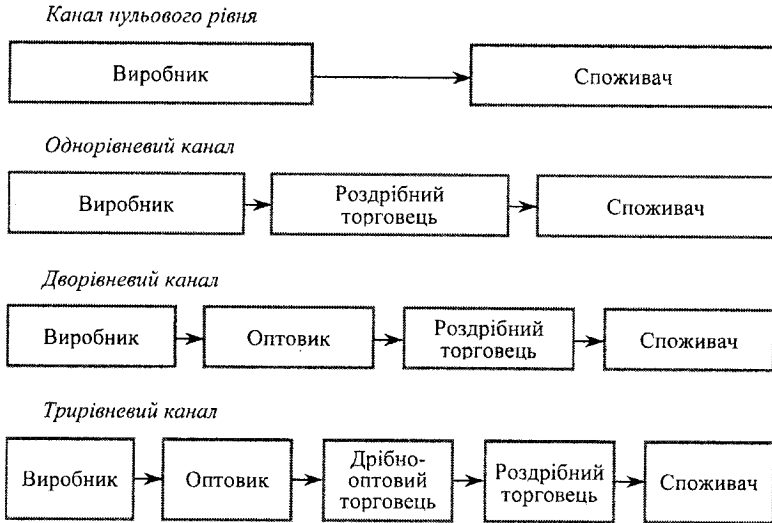 Канал нульового рівня
Виробник
Споживач
Однорівневий канал
Виробник
Роздрібний
торговець
Споживач
Дворівневий канал
Виробник
Оптовик
Роздрібний
торговець
Споживач
Трирівневий канал
Виробник
Оптовик
Дрібно-
оптовий
торговець
Роздрібний
торговець
Споживач